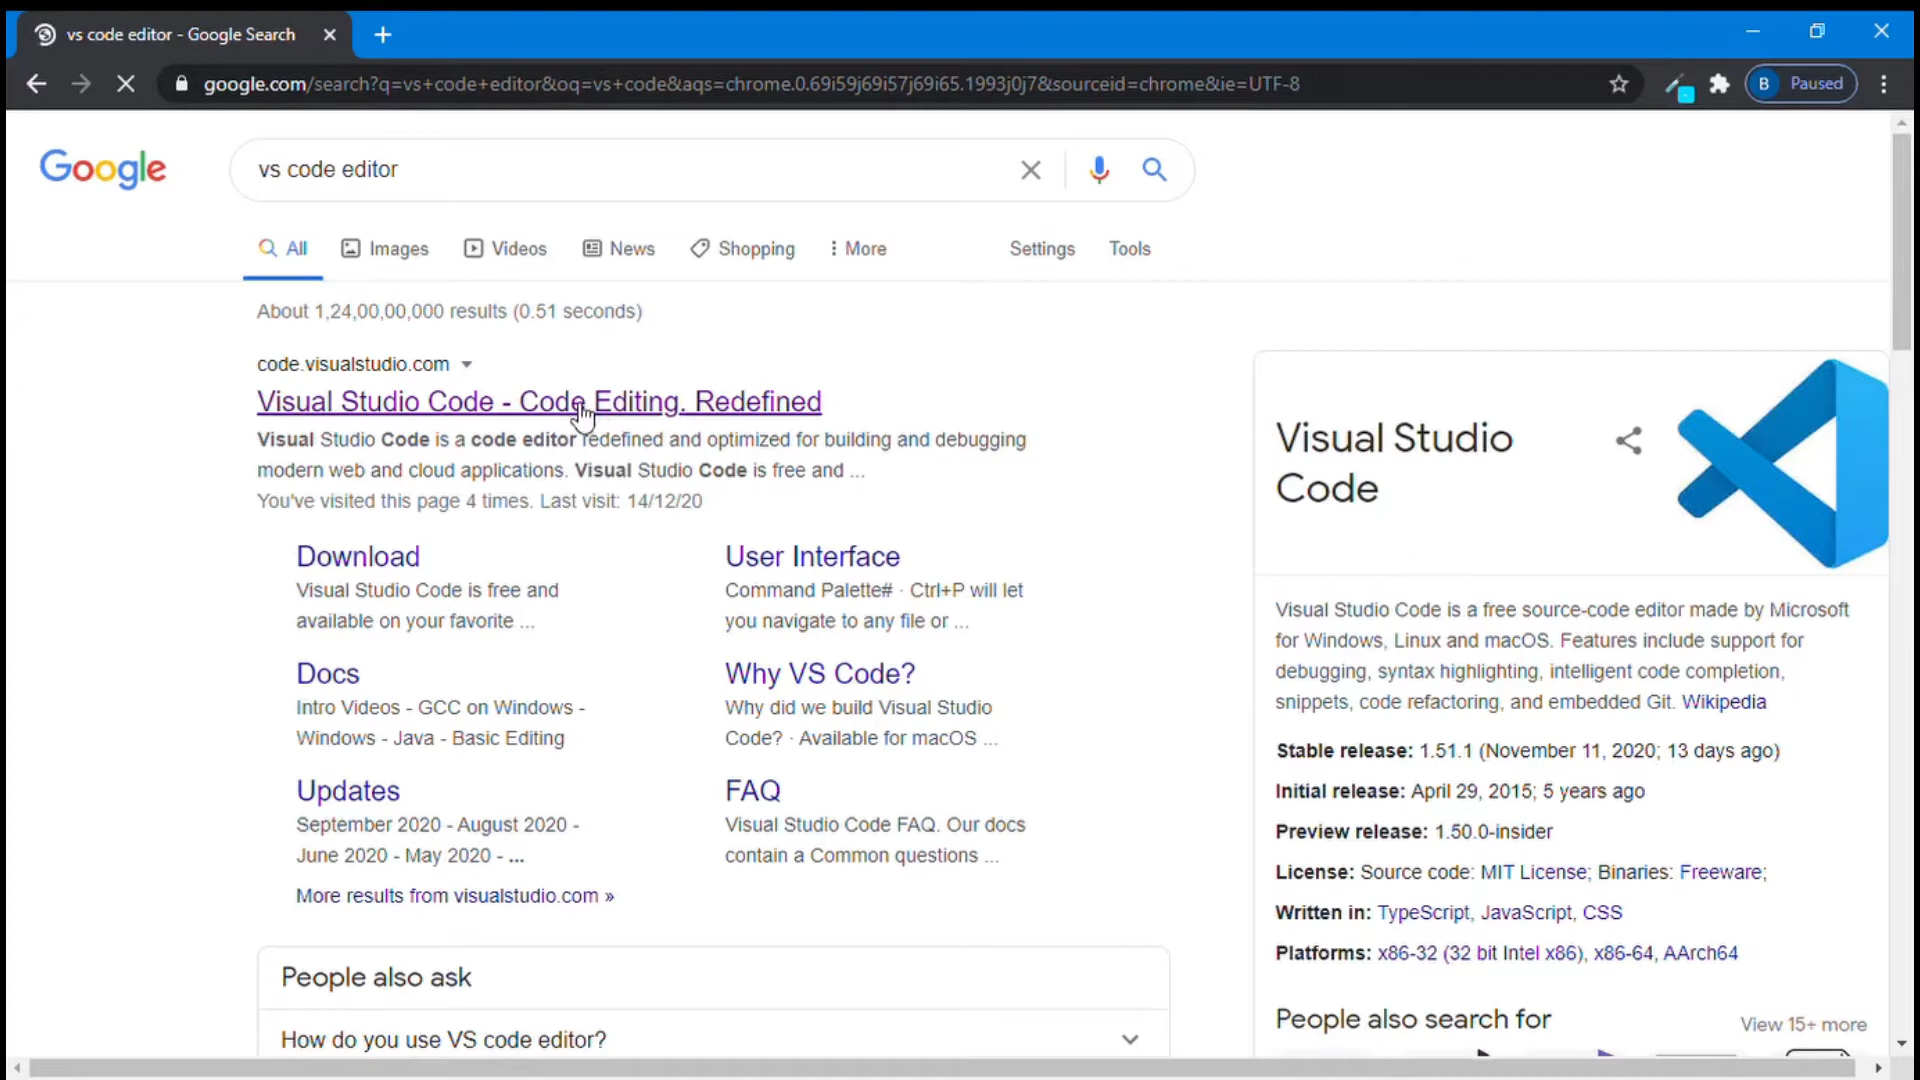 vs code editor - Google Search
google.com/search?q=vs+code+editor&oq=vs+code&aqs=chrome.0.69i59j69i57j69i65.1993j0j7&sourceid=chrome&ie=UTF-8
B Paused
Google
vs code editor
All Images Videos News Shopping More Settings Tools
About 1,24,00,00,000 results (0.51 seconds)
code.visualstudio.com
Visual Studio Code - Code Editing. Redefined
Visual Studio Code is a code editor redefined and optimized for building and debugging
modern web and cloud applications. Visual Studio Code is free and ...
You've visited this page 4 times. Last visit: 14/12/20
Download
Visual Studio Code is free and
available on your favorite ...
User Interface
Command Palette# · Ctrl+P will let
you navigate to any file or ...
Docs
Intro Videos - GCC on Windows -
Windows - Java - Basic Editing
Why VS Code?
Why did we build Visual Studio
Code? · Available for macOS ...
Updates
September 2020 - August 2020 -
June 2020 - May 2020 - ...
FAQ
Visual Studio Code FAQ. Our docs
contain a Common questions ...
More results from visualstudio.com »
People also ask
How do you use VS code editor?
Visual Studio
Code
Visual Studio Code is a free source-code editor made by Microsoft
for Windows, Linux and macOS. Features include support for
debugging, syntax highlighting, intelligent code completion,
snippets, code refactoring, and embedded Git. Wikipedia
Stable release: 1.51.1 (November 11, 2020; 13 days ago)
Initial release: April 29, 2015; 5 years ago
Preview release: 1.50.0-insider
License: Source code: MIT License; Binaries: Freeware;
Written in: TypeScript, JavaScript, CSS
Platforms: x86-32 (32 bit Intel x86), x86-64, AArch64
People also search for
View 15+ more